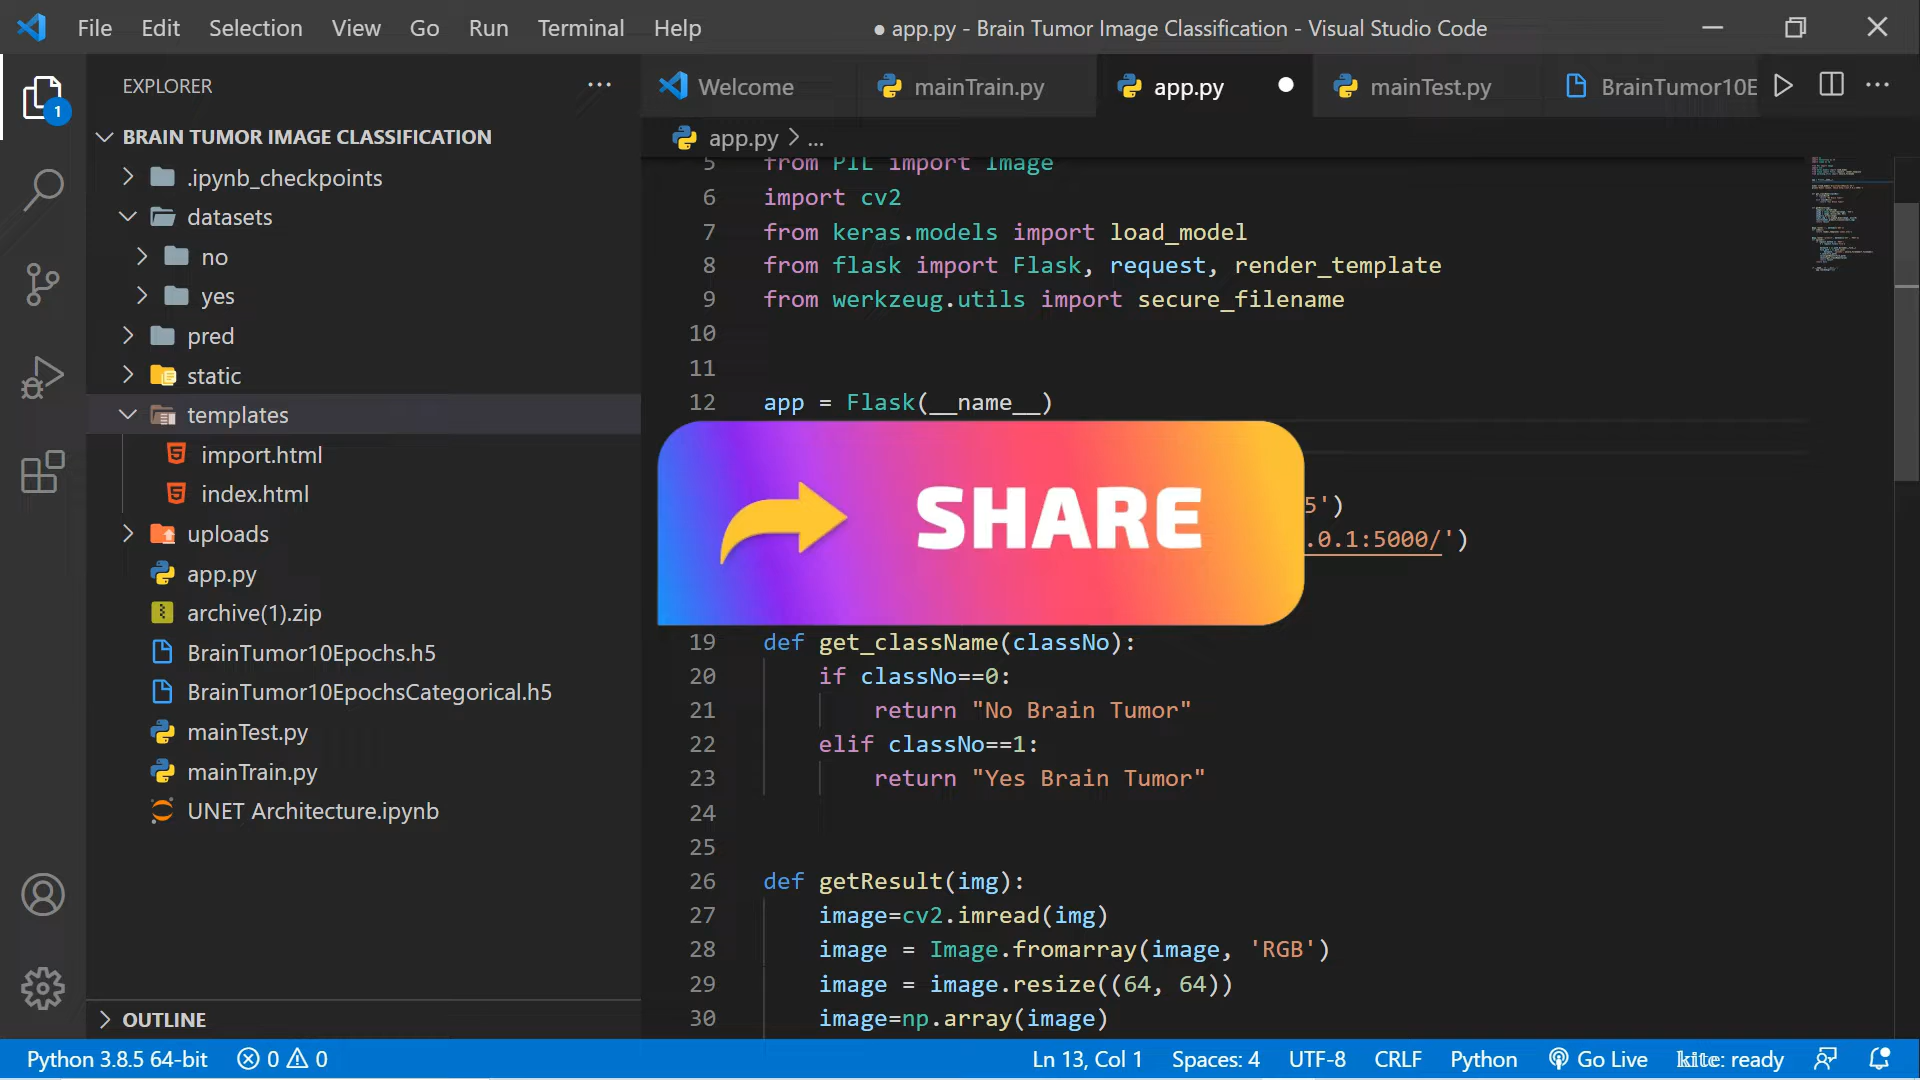 File Edit Selection View Go Run Terminal Help
● app.py - Brain Tumor Image Classification - Visual Studio Code
EXPLORER
1
BRAIN TUMOR IMAGE CLASSIFICATION
.ipynb_checkpoints
datasets
no
yes
pred
static
templates
import.html
index.html
uploads
app.py
archive(1).zip
BrainTumor10Epochs.h5
BrainTumor10EpochsCategorical.h5
mainTest.py
mainTrain.py
UNET Architecture.ipynb
OUTLINE
Welcome mainTrain.py app.py mainTest.py BrainTumor10E
app.py > ...
5 from PIL import Image
6 import cv2
7 from keras.models import load_model
8 from flask import Flask, request, render_template
9 from werkzeug.utils import secure_filename
10
11
12 app = Flask(__name__)
SHARE
5')
.0.1:5000/')
19 def get_className(classNo):
20 if classNo==0:
21 return "No Brain Tumor"
22 elif classNo==1:
23 return "Yes Brain Tumor"
24
25
26 def getResult(img):
27 image=cv2.imread(img)
28 image = Image.fromarray(image, 'RGB')
29 image = image.resize((64, 64))
30 image=np.array(image)
Python 3.8.5 64-bit 0 0 Ln 13, Col 1 Spaces: 4 UTF-8 CRLF Python Go Live kite: ready